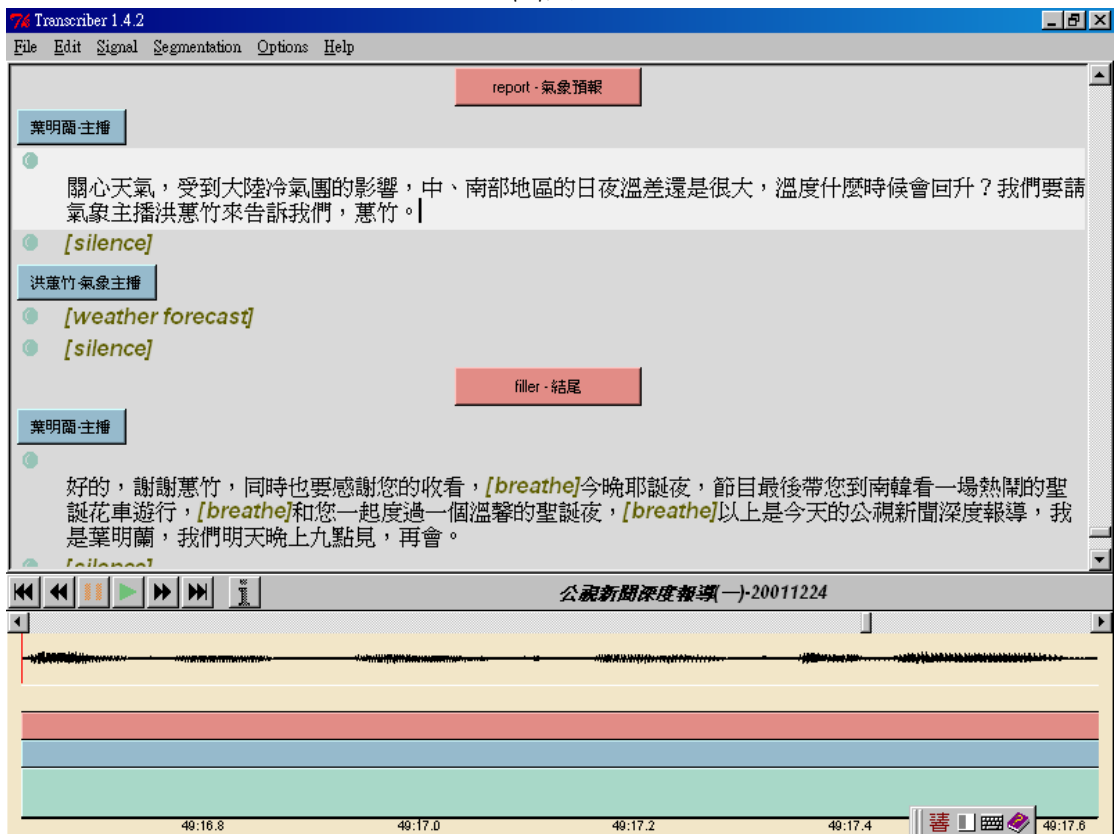 Transcriber 1.4.2
File Edit Signal Segmentation Options Help
report - 氣象預報
葉明蘭-主播
關心天氣，受到大陸冷氣團的影響，中、南部地區的日夜溫差還是很大，溫度什麼時候會回升？我們要請
氣象主播洪蕙竹來告訴我們，蕙竹。
[silence]
洪蕙竹-氣象主播
[weather forecast]
[silence]
filler - 結尾
葉明蘭-主播
好的，謝謝蕙竹，同時也要感謝您的收看，[breathe]今晚耶誕夜，節目最後帶您到南韓看一場熱鬧的聖
誕花車遊行，[breathe]和您一起度過一個溫馨的聖誕夜，[breathe]以上是今天的公視新聞深度報導，我
是葉明蘭，我們明天晚上九點見，再會。
[silence]
公視新聞深度報導(一)-20011224
49:16.8 49:17.0 49:17.2 49:17.4 49:17.6